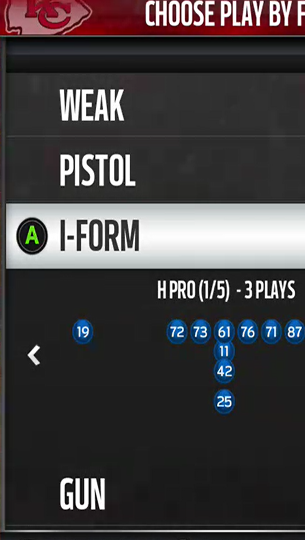 KC
CHOOSE PLAY BY F
WEAK
PISTOL
A I-FORM
H PRO (1/5) - 3 PLAYS
19 72 73 61 76 71 87
11
42
25
GUN